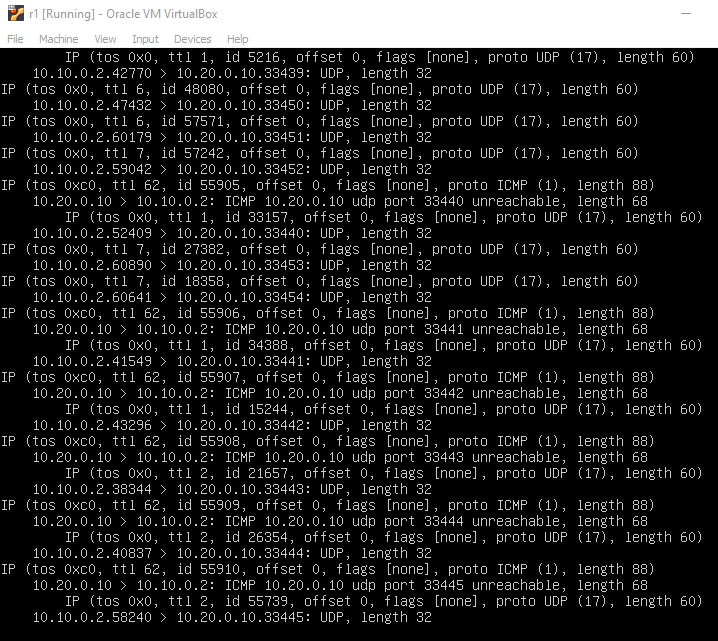 r1 [Running] - Oracle VM VirtualBox
File Machine View Input Devices Help
IP (tos 0x0, ttl 1, id 5216, offset 0, flags [none], proto UDP (17), length 60)
10.10.0.2.42770 > 10.20.0.10.33439: UDP, length 32
IP (tos 0x0, ttl 6, id 48080, offset 0, flags [none], proto UDP (17), length 60)
10.10.0.2.47432 > 10.20.0.10.33450: UDP, length 32
IP (tos 0x0, ttl 6, id 57571, offset 0, flags [none], proto UDP (17), length 60)
10.10.0.2.60179 > 10.20.0.10.33451: UDP, length 32
IP (tos 0x0, ttl 7, id 57242, offset 0, flags [none], proto UDP (17), length 60)
10.10.0.2.59042 > 10.20.0.10.33452: UDP, length 32
IP (tos 0xc0, ttl 62, id 55905, offset 0, flags [none], proto ICMP (1), length 88)
10.20.0.10 > 10.10.0.2: ICMP 10.20.0.10 udp port 33440 unreachable, length 68
IP (tos 0x0, ttl 1, id 33157, offset 0, flags [none], proto UDP (17), length 60)
10.10.0.2.52409 > 10.20.0.10.33440: UDP, length 32
IP (tos 0x0, ttl 7, id 27382, offset 0, flags [none], proto UDP (17), length 60)
10.10.0.2.60890 > 10.20.0.10.33453: UDP, length 32
IP (tos 0x0, ttl 7, id 18358, offset 0, flags [none], proto UDP (17), length 60)
10.10.0.2.60641 > 10.20.0.10.33454: UDP, length 32
IP (tos 0xc0, ttl 62, id 55906, offset 0, flags [none], proto ICMP (1), length 88)
10.20.0.10 > 10.10.0.2: ICMP 10.20.0.10 udp port 33441 unreachable, length 68
IP (tos 0x0, ttl 1, id 34388, offset 0, flags [none], proto UDP (17), length 60)
10.10.0.2.41549 > 10.20.0.10.33441: UDP, length 32
IP (tos 0xc0, ttl 62, id 55907, offset 0, flags [none], proto ICMP (1), length 88)
10.20.0.10 > 10.10.0.2: ICMP 10.20.0.10 udp port 33442 unreachable, length 68
IP (tos 0x0, ttl 1, id 15244, offset 0, flags [none], proto UDP (17), length 60)
10.10.0.2.43296 > 10.20.0.10.33442: UDP, length 32
IP (tos 0xc0, ttl 62, id 55908, offset 0, flags [none], proto ICMP (1), length 88)
10.20.0.10 > 10.10.0.2: ICMP 10.20.0.10 udp port 33443 unreachable, length 68
IP (tos 0x0, ttl 2, id 21657, offset 0, flags [none], proto UDP (17), length 60)
10.10.0.2.38344 > 10.20.0.10.33443: UDP, length 32
IP (tos 0xc0, ttl 62, id 55909, offset 0, flags [none], proto ICMP (1), length 88)
10.20.0.10 > 10.10.0.2: ICMP 10.20.0.10 udp port 33444 unreachable, length 68
IP (tos 0x0, ttl 2, id 26354, offset 0, flags [none], proto UDP (17), length 60)
10.10.0.2.40837 > 10.20.0.10.33444: UDP, length 32
IP (tos 0xc0, ttl 62, id 55910, offset 0, flags [none], proto ICMP (1), length 88)
10.20.0.10 > 10.10.0.2: ICMP 10.20.0.10 udp port 33445 unreachable, length 68
IP (tos 0x0, ttl 2, id 55739, offset 0, flags [none], proto UDP (17), length 60)
10.10.0.2.58240 > 10.20.0.10.33445: UDP, length 32